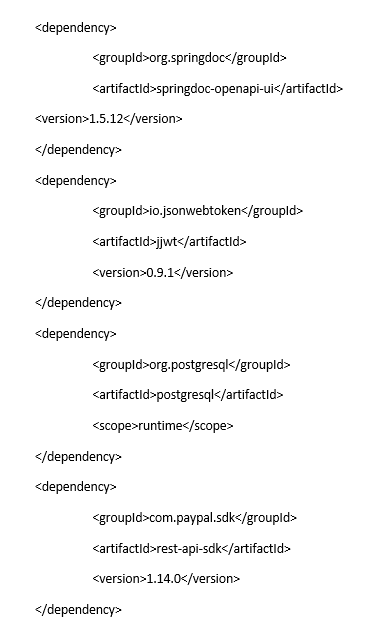 <dependency>
<groupId>org.springdoc</groupId>
<artifactId>springdoc-openapi-ui</artifactId>
<version>1.5.12</version>
</dependency>
<dependency>
<groupId>io.jsonwebtoken</groupId>
<artifactId>jjwt</artifactId>
<version>0.9.1</version>
</dependency>
<dependency>
<groupId>org.postgresql</groupId>
<artifactId>postgresql</artifactId>
<scope>runtime</scope>
</dependency>
<dependency>
<groupId>com.paypal.sdk</groupId>
<artifactId>rest-api-sdk</artifactId>
<version>1.14.0</version>
</dependency>